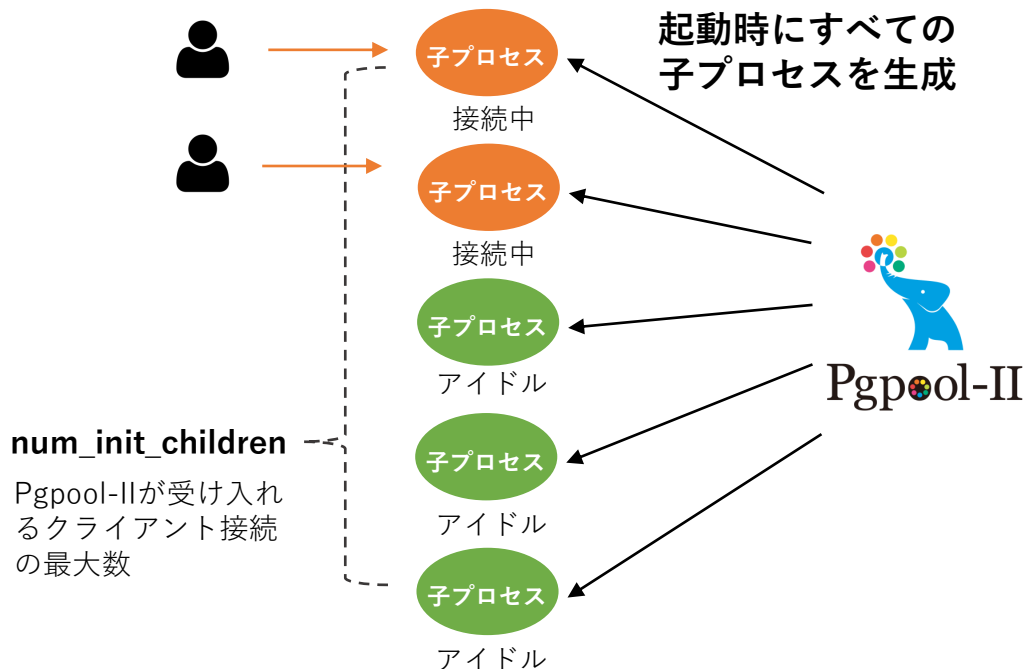 起動時にすべての
子プロセスを生成
子プロセス
接続中
子プロセス
接続中
子プロセス
アイドル
Pgpool-II
num_init_children
Pgpool-IIが受け入れ
るクライアント接続
の最大数
子プロセス
アイドル
子プロセス
アイドル